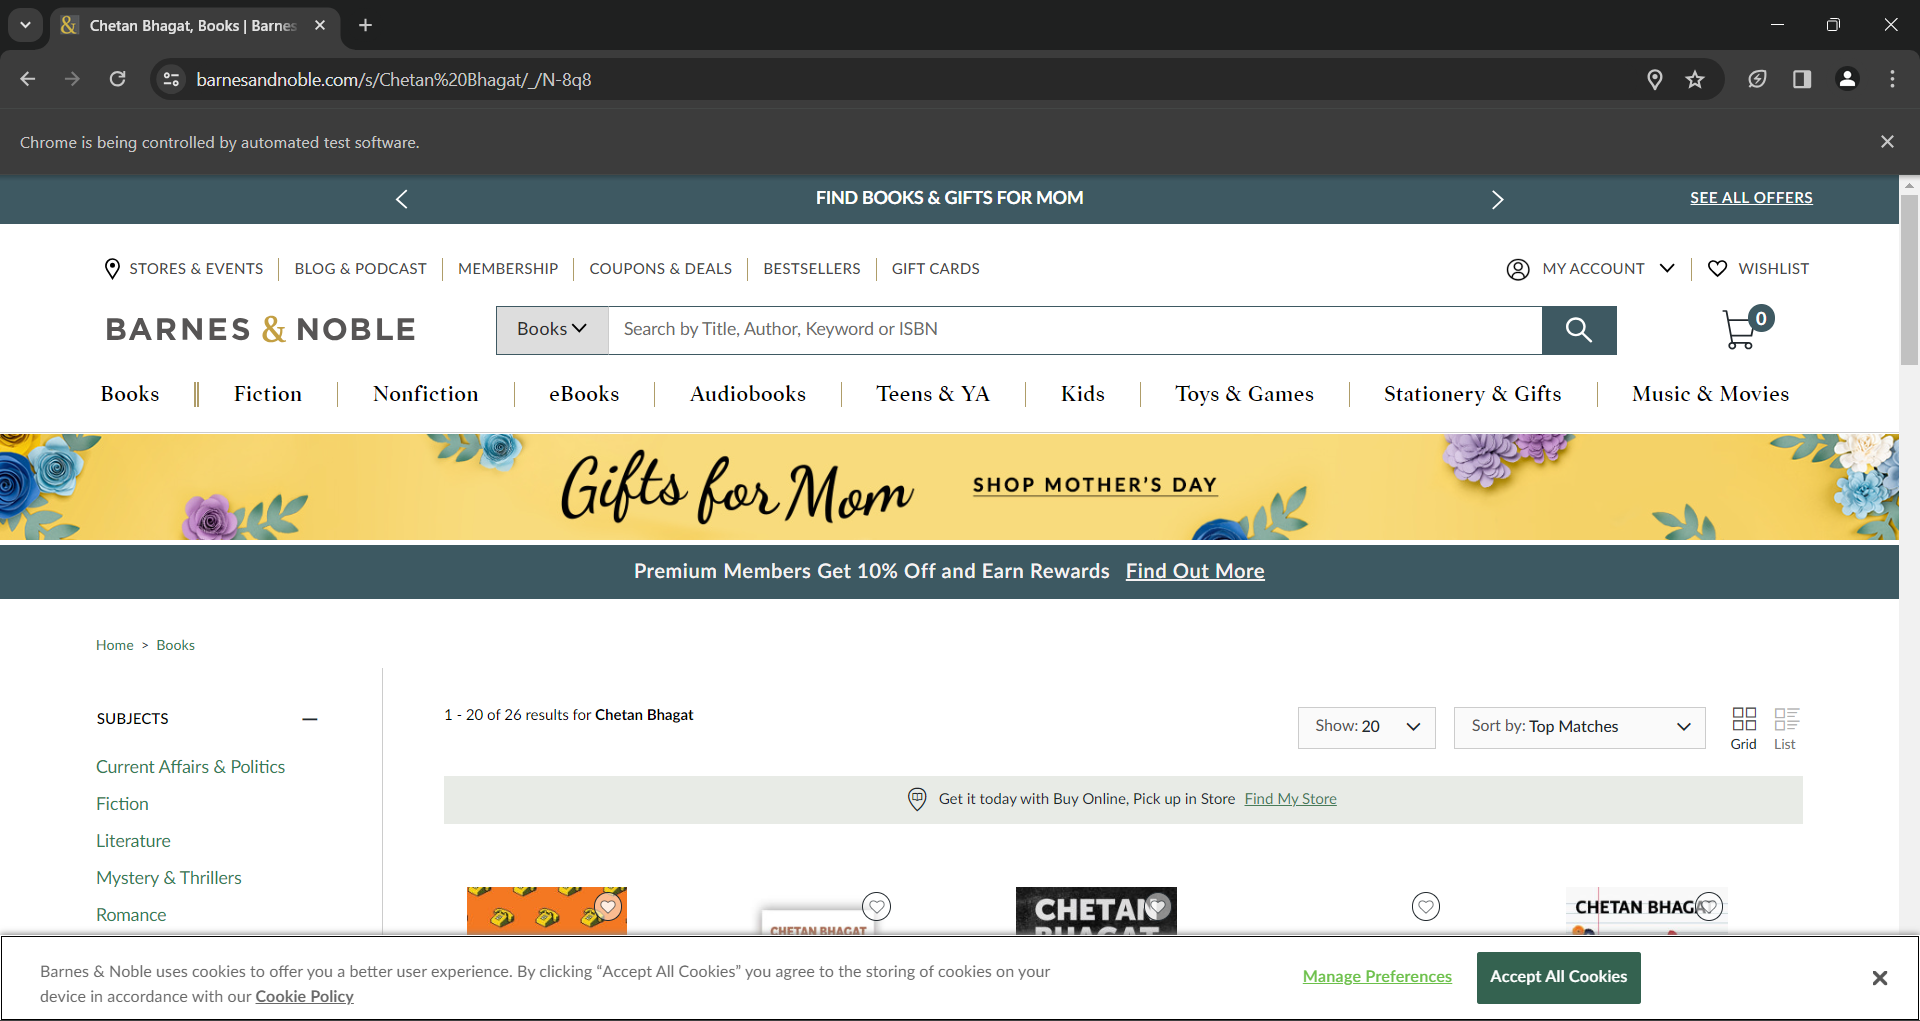 Chetan Bhagat, Books | Barnes
barnesandnoble.com/s/Chetan%20Bhagat/_/N-8q8
Chrome is being controlled by automated test software.
FIND BOOKS & GIFTS FOR MOM
SEE ALL OFFERS
STORES & EVENTS BLOG & PODCAST MEMBERSHIP COUPONS & DEALS BESTSELLERS GIFT CARDS MY ACCOUNT WISHLIST
BARNES & NOBLE
Books Search by Title, Author, Keyword or ISBN
0
Books Fiction Nonfiction eBooks Audiobooks Teens & YA Kids Toys & Games Stationery & Gifts Music & Movies
Gifts for Mom SHOP MOTHER'S DAY
Premium Members Get 10% Off and Earn Rewards Find Out More
Home > Books
SUBJECTS
Current Affairs & Politics
Fiction
Literature
Mystery & Thrillers
Romance
1 - 20 of 26 results for Chetan Bhagat
Show: 20
Sort by: Top Matches
Grid List
Get it today with Buy Online, Pick up in Store Find My Store
CHETAN BHAGAT
CHETAN
BHAGAT
CHETAN BHAGA
Barnes & Noble uses cookies to offer you a better user experience. By clicking “Accept All Cookies” you agree to the storing of cookies on your
device in accordance with our Cookie Policy
Manage Preferences
Accept All Cookies